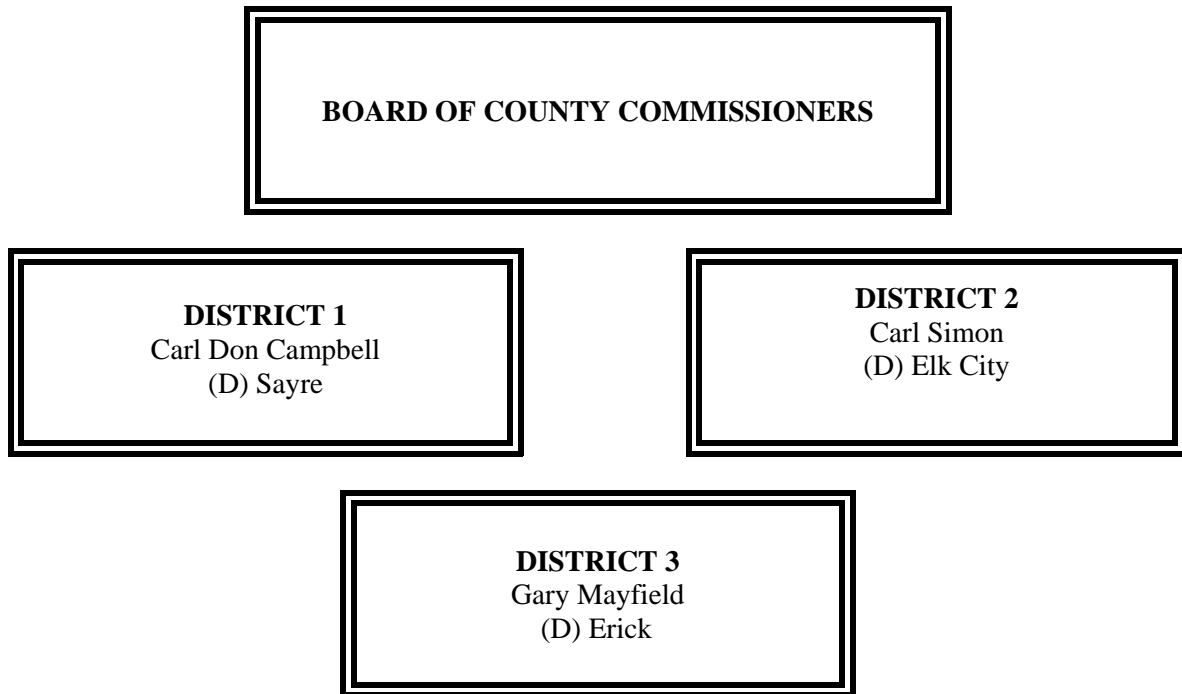 BOARD OF COUNTY COMMISSIONERS
DISTRICT 1
Carl Don Campbell
(D) Sayre
DISTRICT 2
Carl Simon
(D) Elk City
DISTRICT 3
Gary Mayfield
(D) Erick